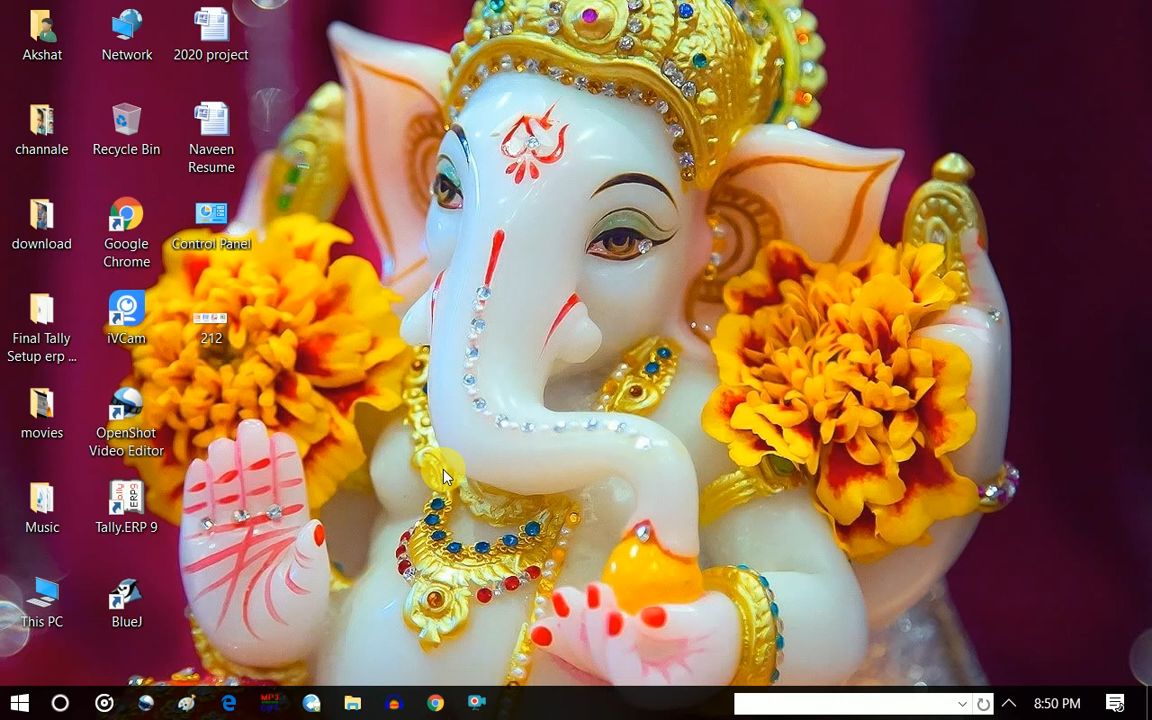 Akshat
Network
2020 project
channale
Recycle Bin
Naveen
Resume
download
Google
Chrome
Control Panel
Final Tally
Setup erp ...
iVCam
212
movies
OpenShot
Video Editor
Music
Tally.ERP 9
This PC
BlueJ
MP3
8:50 PM